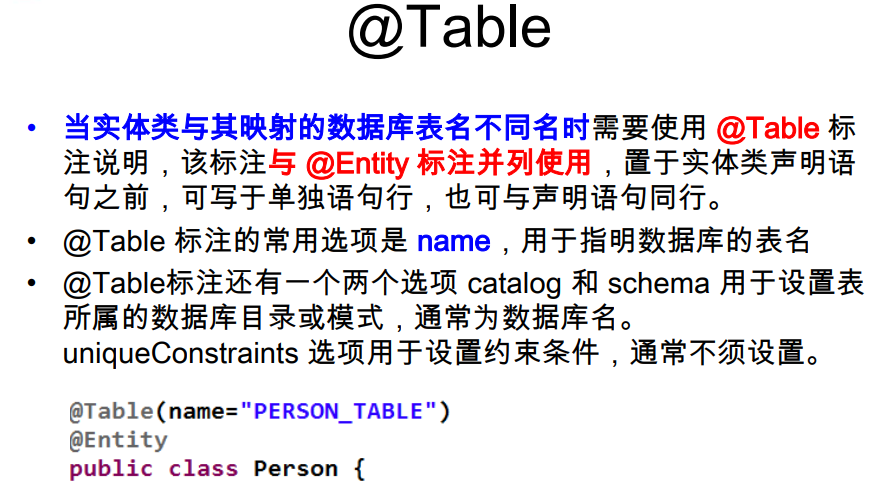 @Table
• 当实体类与其映射的数据库表名不同名时需要使用 @Table 标
注说明，该标注与 @Entity 标注并列使用，置于实体类声明语
句之前，可写于单独语句行，也可与声明语句同行。
• @Table 标注的常用选项是 name，用于指明数据库的表名
• @Table标注还有一个两个选项 catalog 和 schema 用于设置表
所属的数据库目录或模式，通常为数据库名。
uniqueConstraints 选项用于设置约束条件，通常不须设置。
@Table(name="PERSON_TABLE")
@Entity
public class Person {